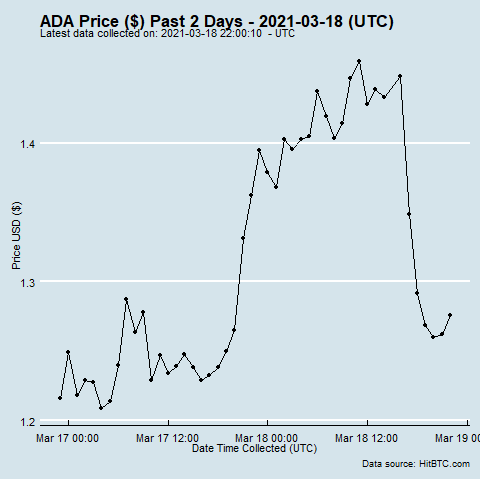 ADA Price ($) Past 2 Days - 2021-03-18 (UTC)
Latest data collected on: 2021-03-18 22:00:10 - UTC
Price USD ($)
1.4
1.3
1.2
Mar 17 00:00 Mar 17 12:00 Mar 18 00:00 Mar 18 12:00 Mar 19 00
Date Time Collected (UTC)
Data source: HitBTC.com